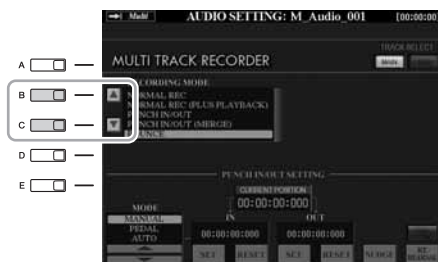 Multi AUDIO SETTING: M_Audio_001 [00:00:00
TRACK SELECT
MULTI TRACK RECORDER Main
A
RECORDING MODE
B NORMAL REC
NORMAL REC (PLUS PLAYBACK)
PUNCH IN/OUT
C PUNCH IN/OUT (MERGE)
BOUNCE
D
E
PUNCH IN/OUT SETTING
CURRENT POSITION
00:00:00:000
MODE IN OUT
MANUAL
PEDAL 00:00:00:000 00:00:00:000
AUTO
SET RESET SET RESET NUDGE REHEARSAL